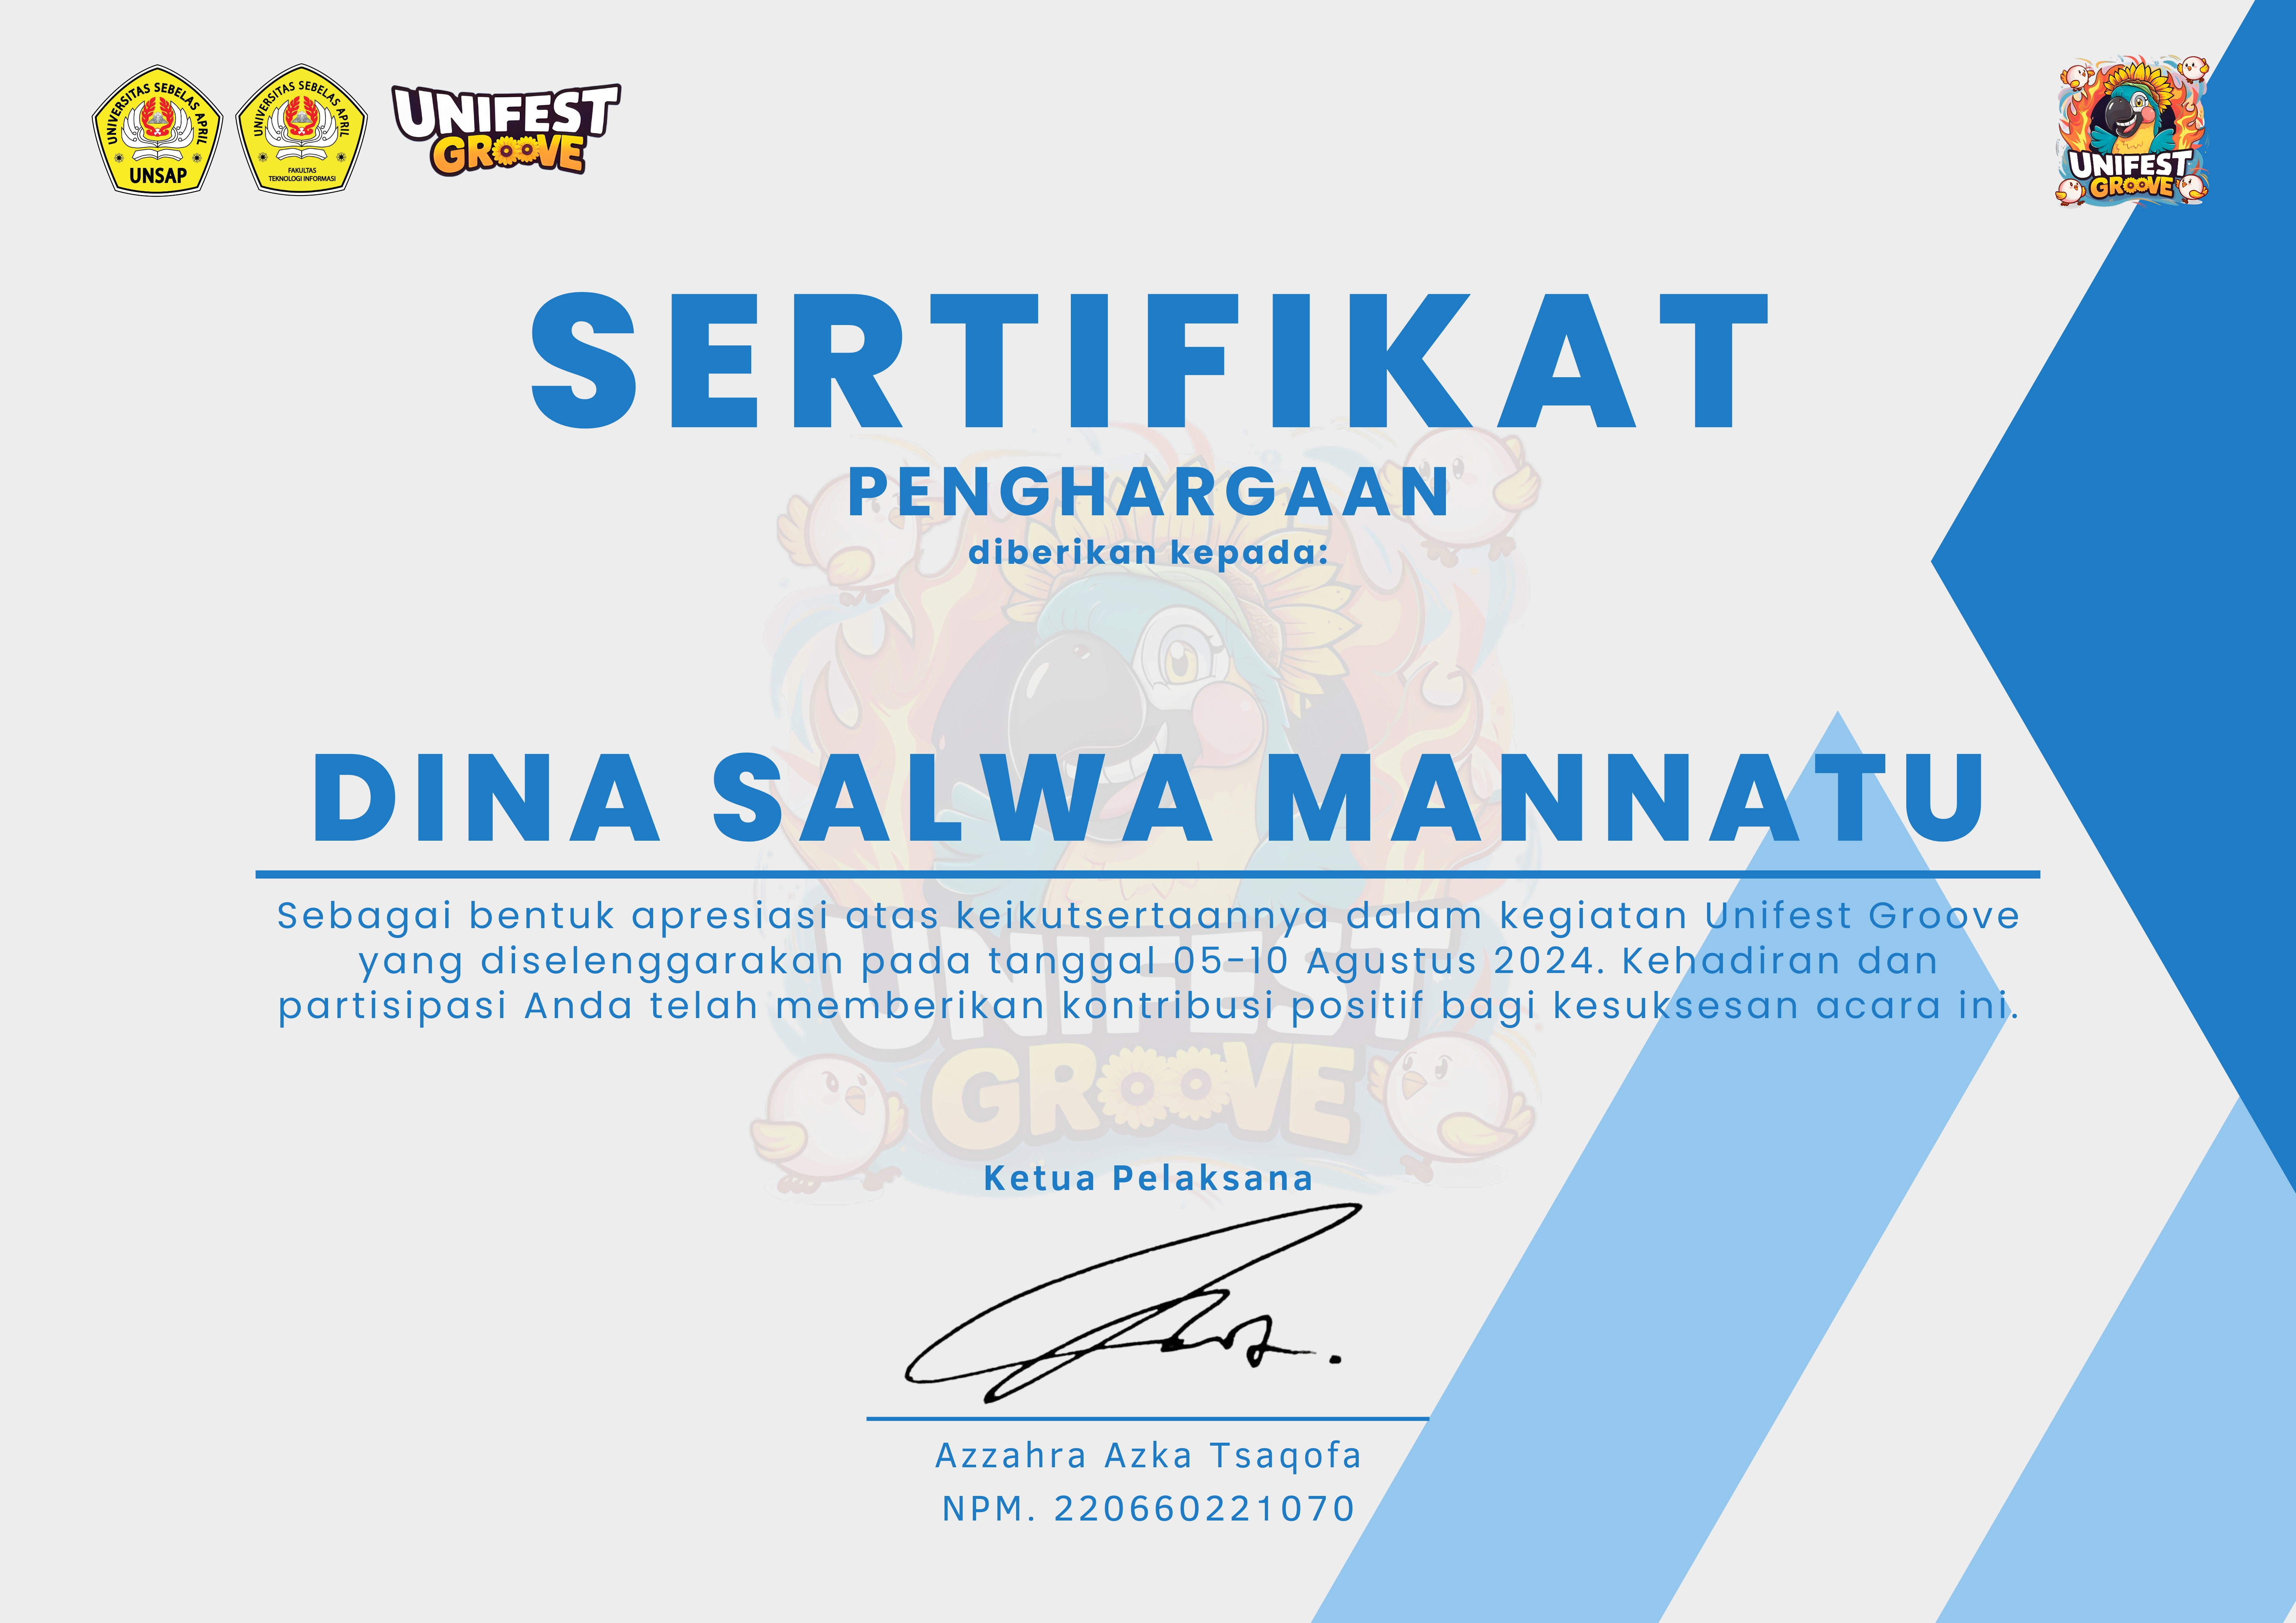 UNIVERSITAS SEBELAS APRIL
UNSAP
UNIVERSITAS SEBELAS APRIL
FAKULTAS
TEKNOLOGI INFORMASI
UNIFEST
GROOVE
UNIFEST
GROOVE
SERTIFIKAT
PENGHARGAAN
diberikan kepada:
DINA SALWA MANNATU
Sebagai bentuk apresiasi atas keikutsertaannya dalam kegiatan Unifest Groove
yang diselenggarakan pada tanggal 05-10 Agustus 2024. Kehadiran dan
partisipasi Anda telah memberikan kontribusi positif bagi kesuksesan acara ini.
UNIFEST
GROOVE
Ketua Pelaksana
Azzahra Azka Tsaqofa
NPM. 220660221070